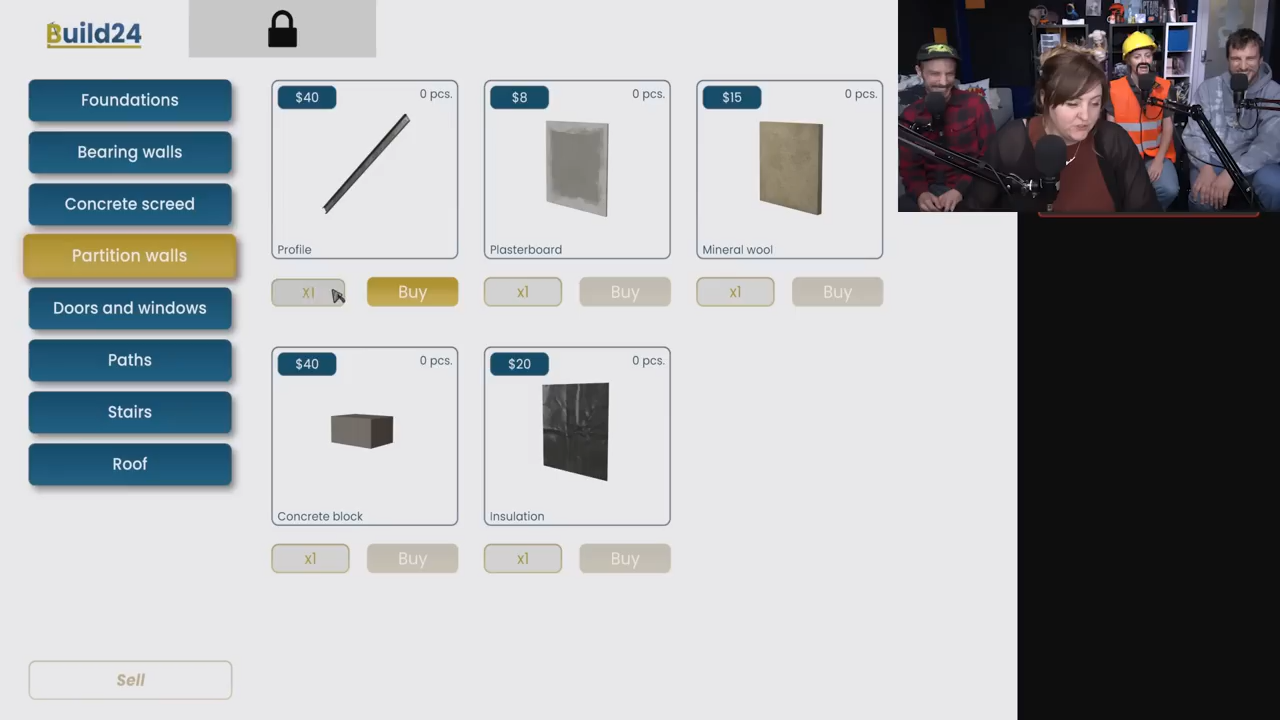 Build24
Foundations
Bearing walls
Concrete screed
Partition walls
Doors and windows
Paths
Stairs
Roof
Sell
$40 0 pcs.
Profile
x1 Buy
$8 0 pcs.
Plasterboard
x1 Buy
$15 0 pcs.
Mineral wool
x1 Buy
$40 0 pcs.
Concrete block
x1 Buy
$20 0 pcs.
Insulation
x1 Buy